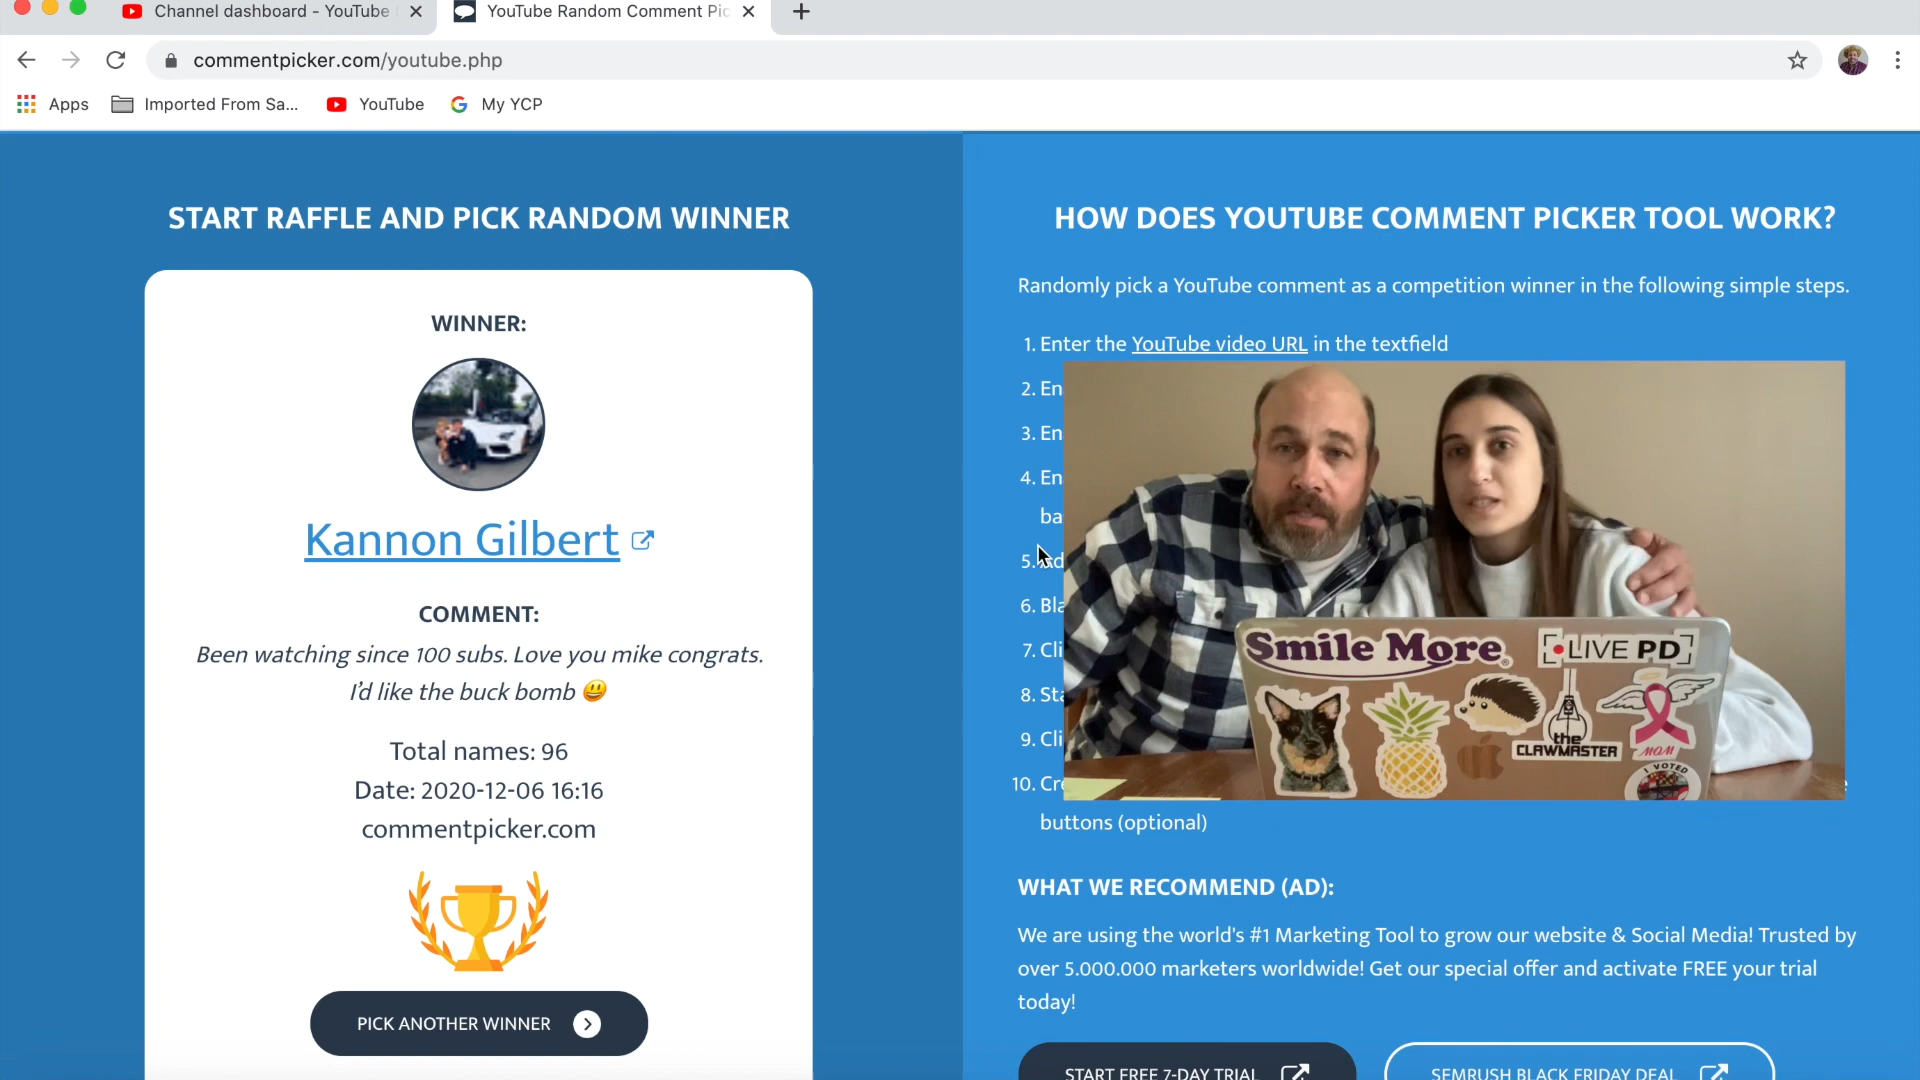 Channel dashboard - YouTube
YouTube Random Comment Pic
commentpicker.com/youtube.php
Apps
Imported From Sa...
YouTube
My YCP
START RAFFLE AND PICK RANDOM WINNER
WINNER:
Kannon Gilbert
COMMENT:
Been watching since 100 subs. Love you mike congrats.
I'd like the buck bomb 😃
Total names: 96
Date: 2020-12-06 16:16
commentpicker.com
PICK ANOTHER WINNER
HOW DOES YOUTUBE COMMENT PICKER TOOL WORK?
Randomly pick a YouTube comment as a competition winner in the following simple steps.
1. Enter the YouTube video URL in the textfield
2. En
3. En
4. En
ba
5.
6. Bla
7. Cli
8. Sta
9. Cli
10. Cre
buttons (optional)
Smile More
LIVE PD
the
CLAWMASTER
MOM
I VOTED
WHAT WE RECOMMEND (AD):
We are using the world's #1 Marketing Tool to grow our website & Social Media! Trusted by
over 5.000.000 marketers worldwide! Get our special offer and activate FREE your trial
today!
START FREE 7-DAY TRIAL
SEMRUSH BLACK FRIDAY DEAL